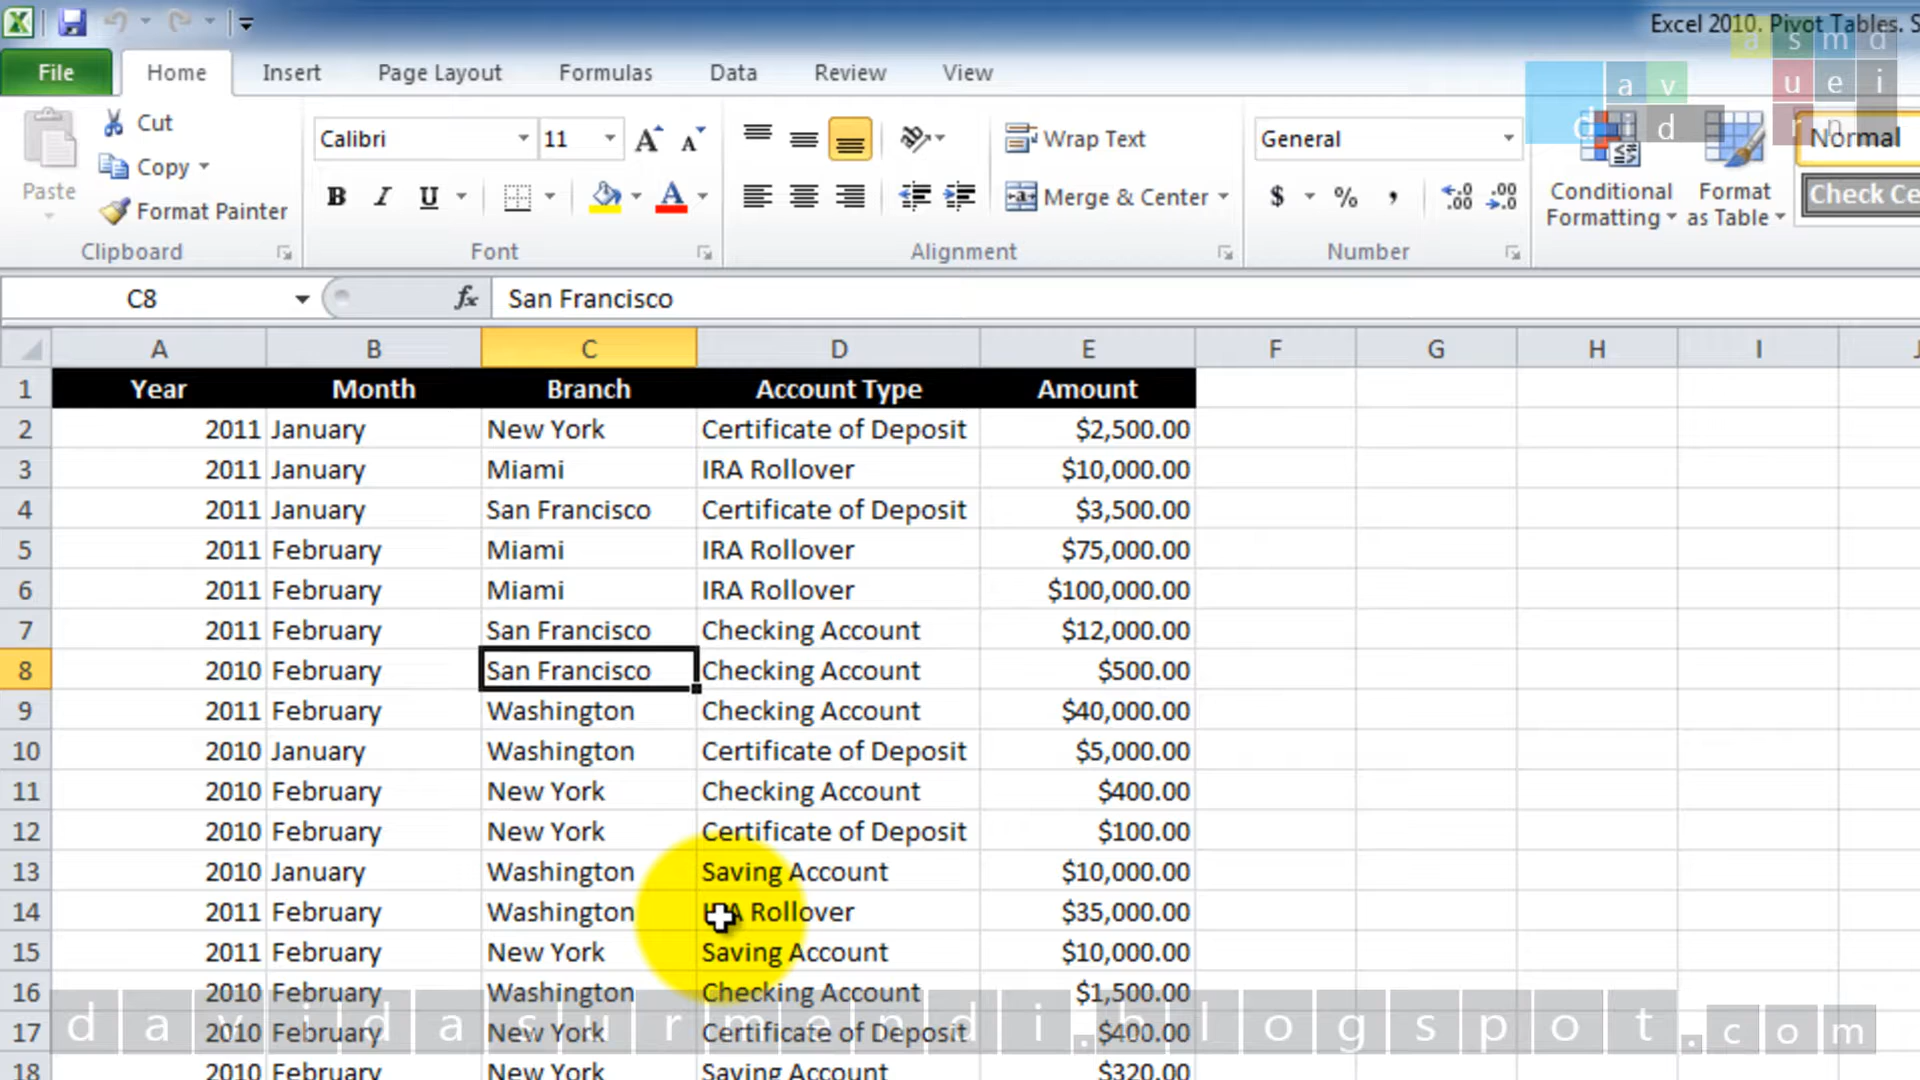 Excel 2010. Pivot Tables. S
File Home Insert Page Layout Formulas Data Review View
Cut
Copy
Format Painter
Paste
Clipboard
Calibri 11
B I U
Font
Wrap Text
Merge & Center
Alignment
General
$ % ,
Number
Conditional Formatting
Format as Table
Normal
Check Ce
a s m d
a v u e i
d i d r n
C8 fx San Francisco
A B C D E F G H I J
1 Year Month Branch Account Type Amount
2 2011 January New York Certificate of Deposit $2,500.00
3 2011 January Miami IRA Rollover $10,000.00
4 2011 January San Francisco Certificate of Deposit $3,500.00
5 2011 February Miami IRA Rollover $75,000.00
6 2011 February Miami IRA Rollover $100,000.00
7 2011 February San Francisco Checking Account $12,000.00
8 2010 February San Francisco Checking Account $500.00
9 2011 February Washington Checking Account $40,000.00
10 2010 January Washington Certificate of Deposit $5,000.00
11 2010 February New York Checking Account $400.00
12 2010 February New York Certificate of Deposit $100.00
13 2010 January Washington Saving Account $10,000.00
14 2011 February Washington IRA Rollover $35,000.00
15 2011 February New York Saving Account $10,000.00
16 2010 February Washington Checking Account $1,500.00
17 2010 February New York Certificate of Deposit $400.00
18 2010 February New York Saving Account $320.00
davidasurmendi.blogspot.com